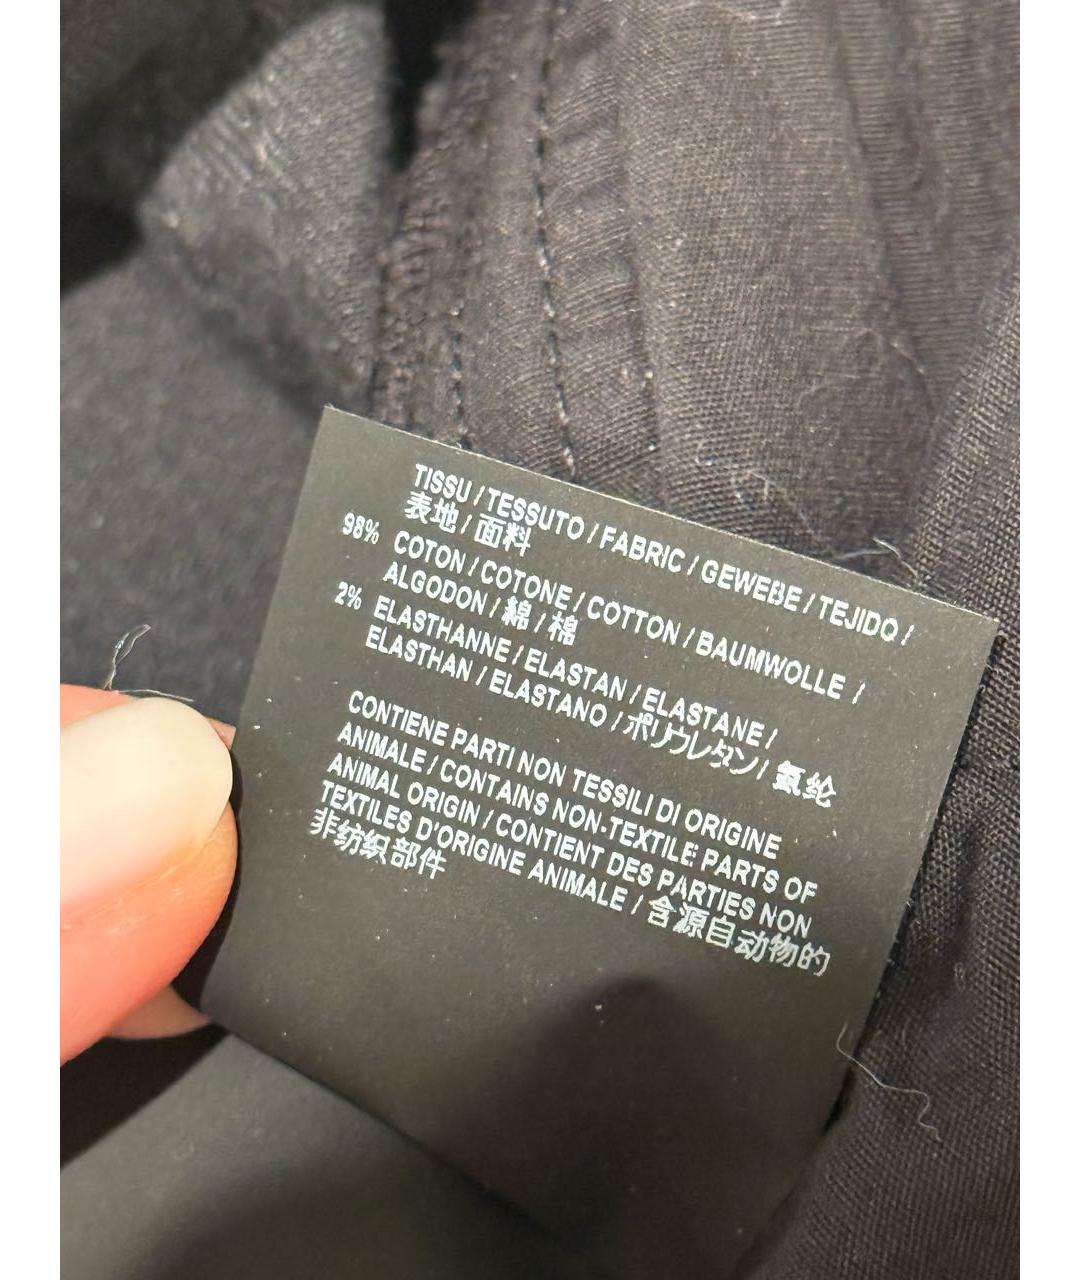 TISSU / TESSUTO / FABRIC / GEWEBE / TEJIDO /
表地 / 面料
98% COTON / COTONE / COTTON / BAUMWOLLE /
ALGODON / 綿 / 棉
2% ELASTHANNE / ELASTAN / ELASTANE /
ELASTHAN / ELASTANO / ポリウレタン / 氨纶
CONTIENE PARTI NON TESSILI DI ORIGINE
ANIMALE / CONTAINS NON-TEXTILE PARTS OF
ANIMAL ORIGIN / CONTIENT DES PARTIES NON
TEXTILES D'ORIGINE ANIMALE / 含源自动物的
非纺织部件